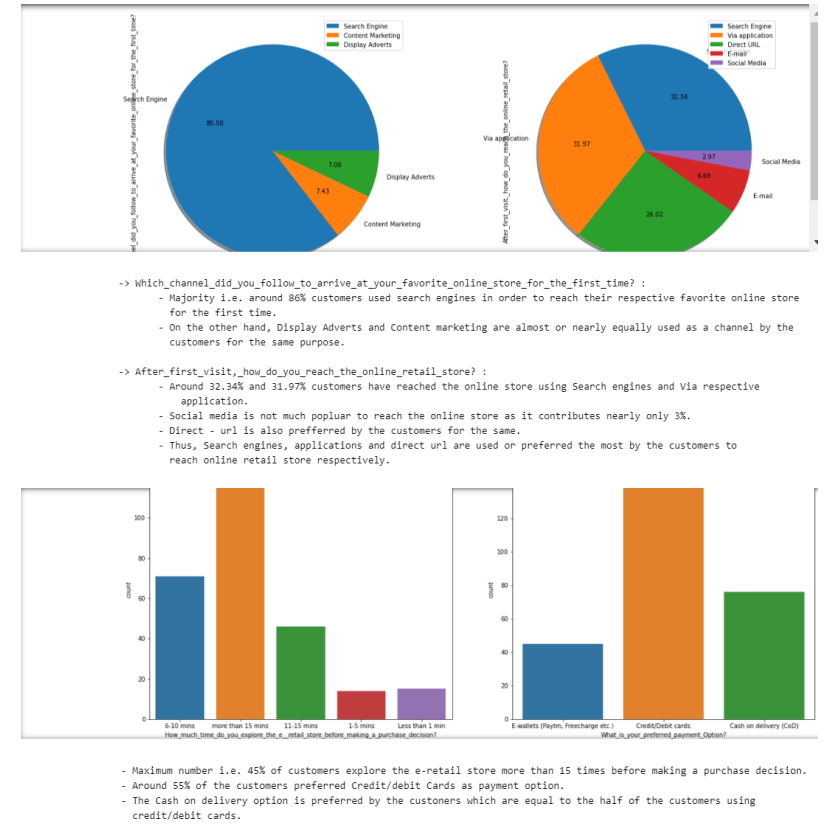 Search Engine
Content Marketing
Display Adverts
Search Engine
85.50
7.06
7.43
Display Adverts
Content Marketing
el_did_you_follow_to_arrive_at_your_favorite_online_store_for_the_first_time?
Search Engine
Via application
Direct URL
E-mail
Social Media
32.34
Via application
31.97
2.97
6.69
26.02
Social Media
E-mail
After_first_visit,_how_do_you_reach_the_online_retail_store?
-> Which_channel_did_you_follow_to_arrive_at_your_favorite_online_store_for_the_first_time? :
- Majority i.e. around 86% customers used search engines in order to reach their respective favorite online store
for the first time.
- On the other hand, Display Adverts and Content marketing are almost or nearly equally used as a channel by the
customers for the same purpose.
-> After_first_visit,_how_do_you_reach_the_online_retail_store? :
- Around 32.34% and 31.97% customers have reached the online store using Search engines and Via respective
application.
- Social media is not much popluar to reach the online store as it contributes nearly only 3%.
- Direct - url is also prefferred by the customers for the same.
- Thus, Search engines, applications and direct url are used or preferred the most by the customers to
reach online retail store respectively.
100
80
60
40
20
0
count
6-10 mins more than 15 mins 11-15 mins 1-5 mins Less than 1 min
How_much_time_do_you_explore_the_e__retail_store_before_making_a_purchase_decision?
120
100
80
60
40
20
0
count
E-wallets (Paytm, Freecharge etc.) Credit/Debit cards Cash on delivery (CoD)
What_is_your_preferred_payment_Option?
- Maximum number i.e. 45% of customers explore the e-retail store more than 15 times before making a purchase decision.
- Around 55% of the customers preferred Credit/debit Cards as payment option.
- The Cash on delivery option is preferred by the custoners which are equal to the half of the customers using
credit/debit cards.